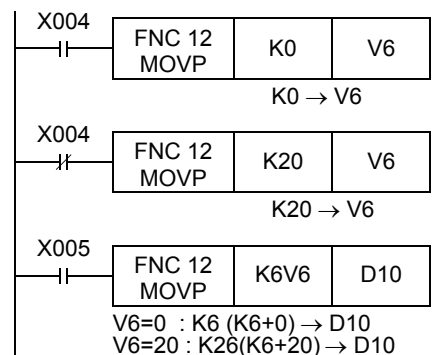 X004
FNC 12
MOVP
K0
V6
K0 → V6
X004
FNC 12
MOVP
K20
V6
K20 → V6
X005
FNC 12
MOVP
K6V6
D10
V6=0 : K6 (K6+0) → D10
V6=20 : K26(K6+20) → D10